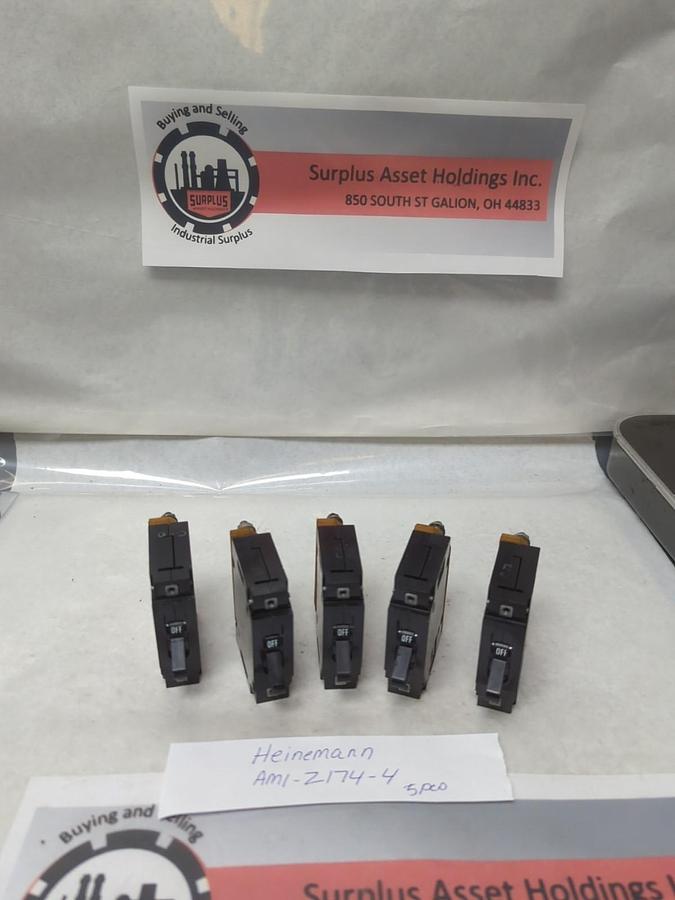 Buying and Selling
SURPLUS
Industrial Surplus
Surplus Asset Holdings Inc.
850 SOUTH ST GALION, OH 44833
OFF
OFF
OFF
OFF
OFF
Heinemann
AM1-Z174-4 5pcs
Buying and Selling
Surplus Asset Holdings